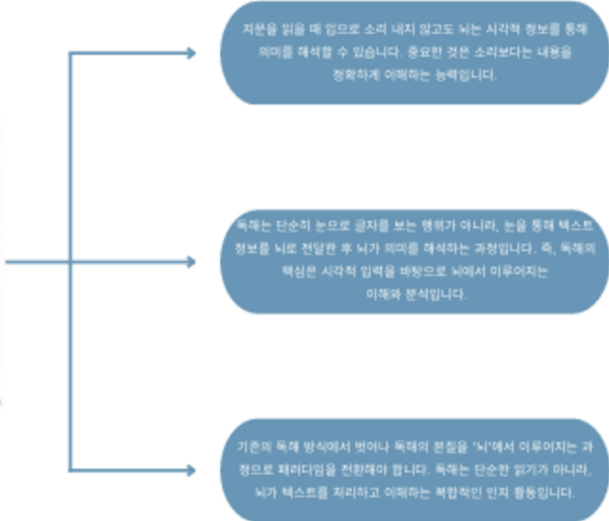 지문을 읽을 때 입으로 소리 내지 않고도 뇌는 시각적 정보를 통해
의미를 해석할 수 있습니다. 중요한 것은 소리보다는 내용을
정확하게 이해하는 능력입니다.
독해는 단순히 눈으로 글자를 보는 행위가 아니라, 눈을 통해 텍스트
정보를 뇌로 전달한 후 뇌가 의미를 해석하는 과정입니다. 즉, 독해의
핵심은 시각적 입력을 바탕으로 뇌에서 이루어지는
이해와 분석입니다.
기존의 독해 방식에서 벗어나 독해의 본질을 '뇌'에서 이루어지는 과
정으로 패러다임을 전환해야 합니다. 독해는 단순한 읽기가 아니라,
뇌가 텍스트를 처리하고 이해하는 복합적인 인지 활동입니다.